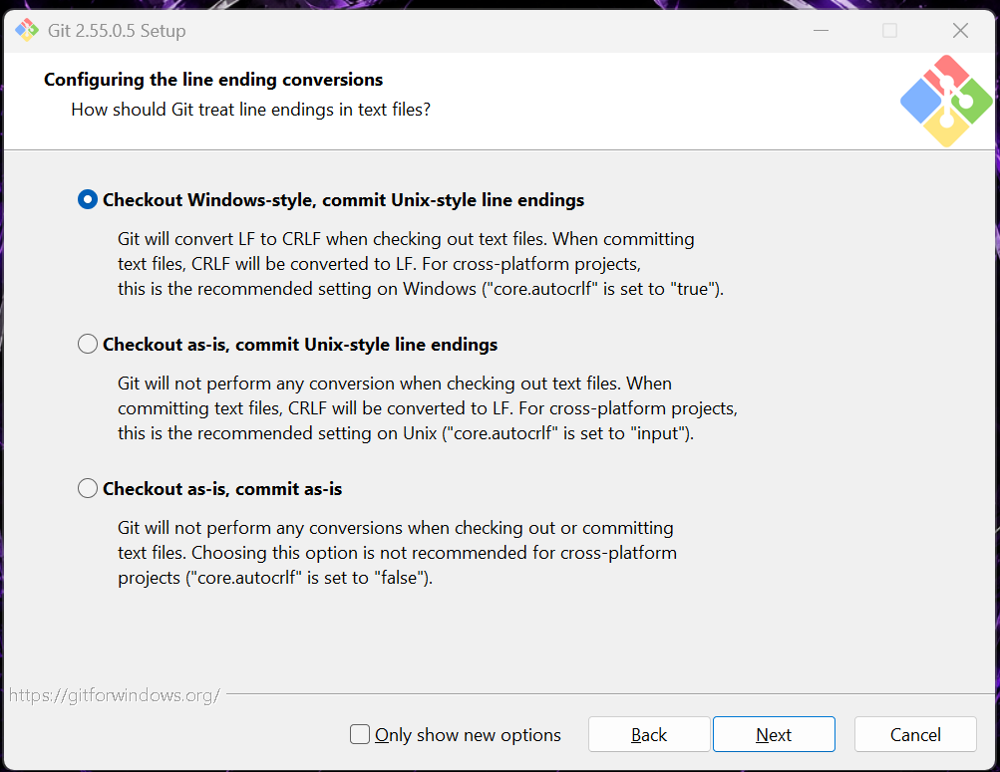 Git 2.55.0.5 Setup
Configuring the line ending conversions
How should Git treat line endings in text files?
Checkout Windows-style, commit Unix-style line endings
Git will convert LF to CRLF when checking out text files. When committing
text files, CRLF will be converted to LF. For cross-platform projects,
this is the recommended setting on Windows ("core.autocrlf" is set to "true").
Checkout as-is, commit Unix-style line endings
Git will not perform any conversion when checking out text files. When
committing text files, CRLF will be converted to LF. For cross-platform projects,
this is the recommended setting on Unix ("core.autocrlf" is set to "input").
Checkout as-is, commit as-is
Git will not perform any conversions when checking out or committing
text files. Choosing this option is not recommended for cross-platform
projects ("core.autocrlf" is set to "false").
https://gitforwindows.org/
Only show new options
Back
Next
Cancel